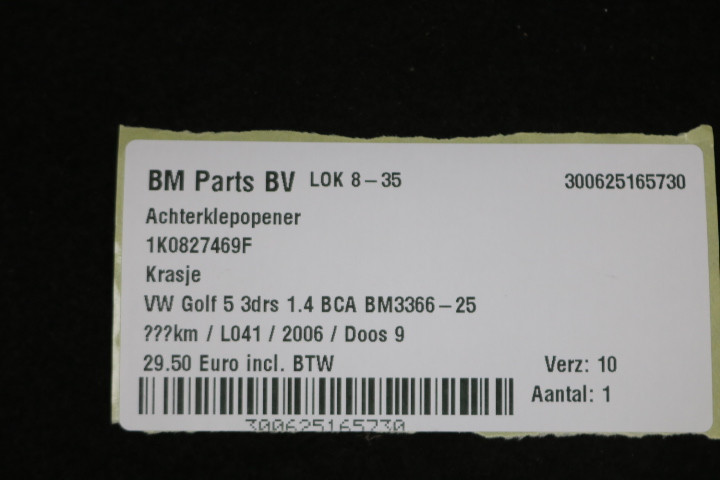 BM Parts BV LOK 8-35 300625165730
Achterklepopener
1K0827469F
Krasje
VW Golf 5 3drs 1.4 BCA BM3366-25
???km / L041 / 2006 / Doos 9
29.50 Euro incl. BTW Verz: 10
Aantal: 1
300625165730